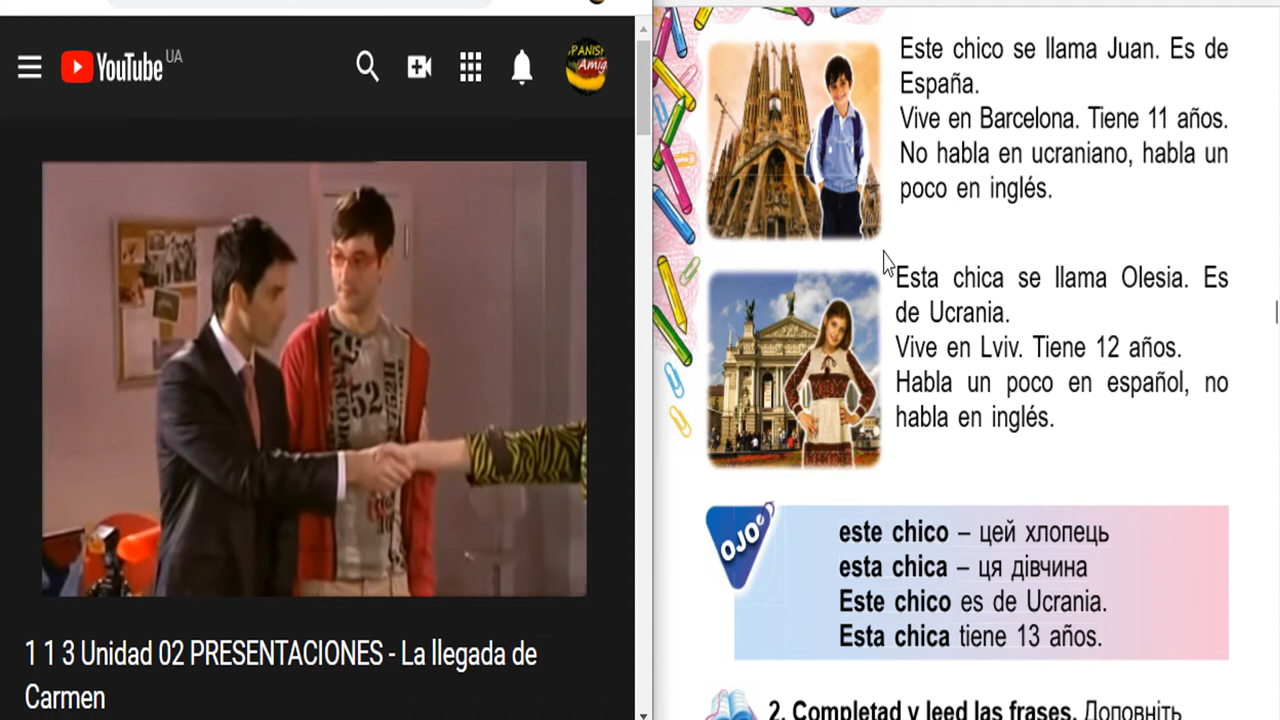 YouTube UA
SPANISH
Amig
1 1 3 Unidad 02 PRESENTACIONES - La llegada de
Carmen
Este chico se llama Juan. Es de
España.
Vive en Barcelona. Tiene 11 años.
No habla en ucraniano, habla un
poco en inglés.
Esta chica se llama Olesia. Es
de Ucrania.
Vive en Lviv. Tiene 12 años.
Habla un poco en español, no
habla en inglés.
OJO
este chico – цей хлопець
esta chica – ця дівчина
Este chico es de Ucrania.
Esta chica tiene 13 años.
2. Completad y leed las frases. Доповніть